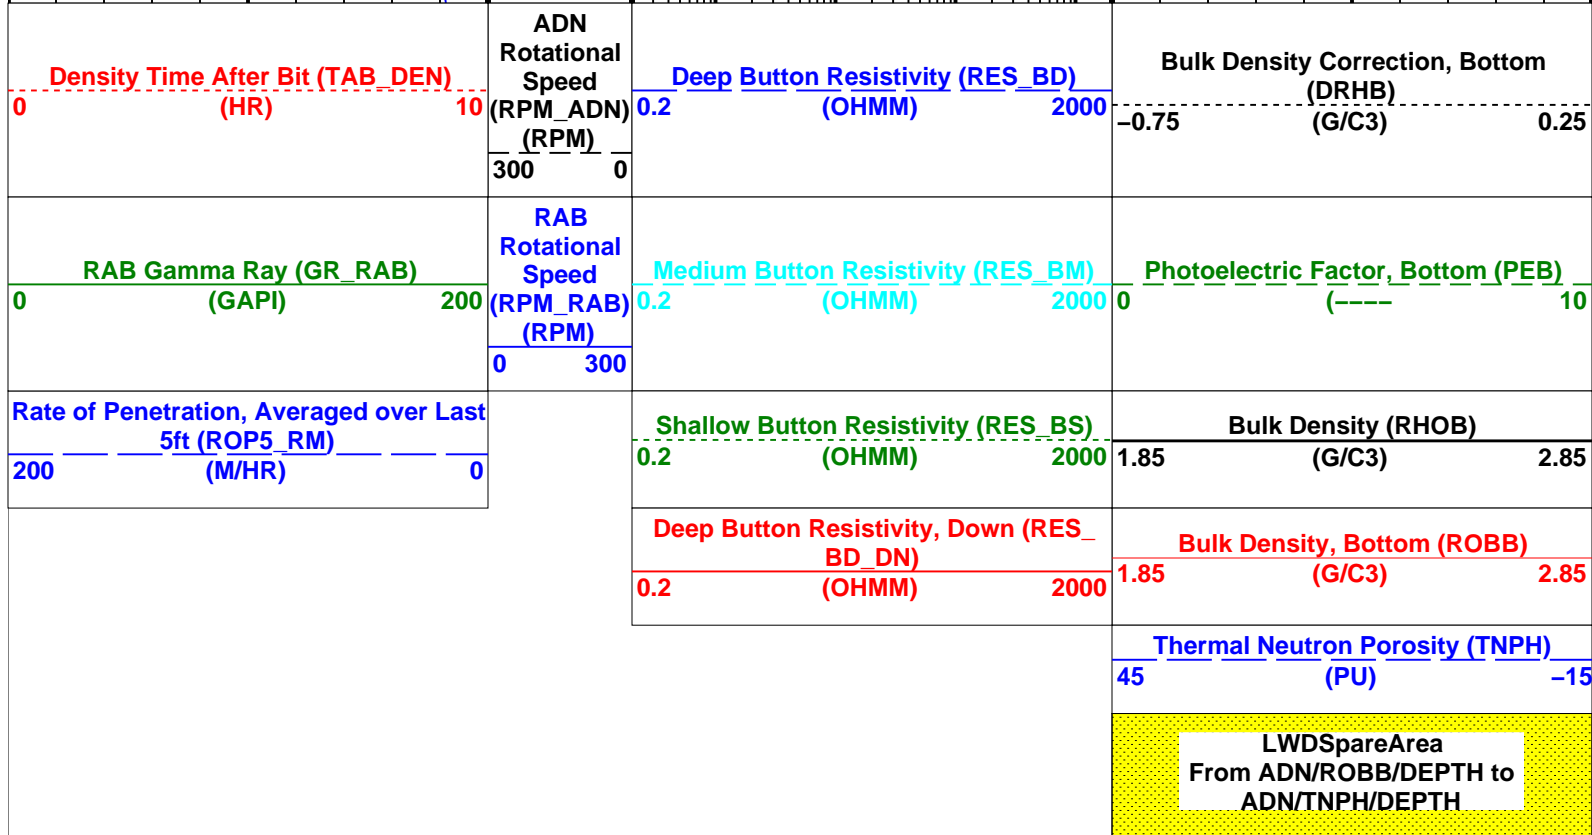 Density Time After Bit (TAB_DEN)
0 (HR) 10
ADN
Rotational
Speed
(RPM_ADN)
(RPM)
300 0
Deep Button Resistivity (RES_BD)
0.2 (OHMM) 2000
Bulk Density Correction, Bottom
(DRHB)
−0.75 (G/C3) 0.25
RAB Gamma Ray (GR_RAB)
0 (GAPI) 200
RAB
Rotational
Speed
(RPM_RAB)
(RPM)
0 300
Medium Button Resistivity (RES_BM)
0.2 (OHMM) 2000
Photoelectric Factor, Bottom (PEB)
0 (−−−− 10
Rate of Penetration, Averaged over Last
5ft (ROP5_RM)
200 (M/HR) 0
Shallow Button Resistivity (RES_BS)
0.2 (OHMM) 2000
Bulk Density (RHOB)
1.85 (G/C3) 2.85
Deep Button Resistivity, Down (RES_
BD_DN)
0.2 (OHMM) 2000
Bulk Density, Bottom (ROBB)
1.85 (G/C3) 2.85
Thermal Neutron Porosity (TNPH)
45 (PU) −15
LWDSpareArea
From ADN/ROBB/DEPTH to
ADN/TNPH/DEPTH